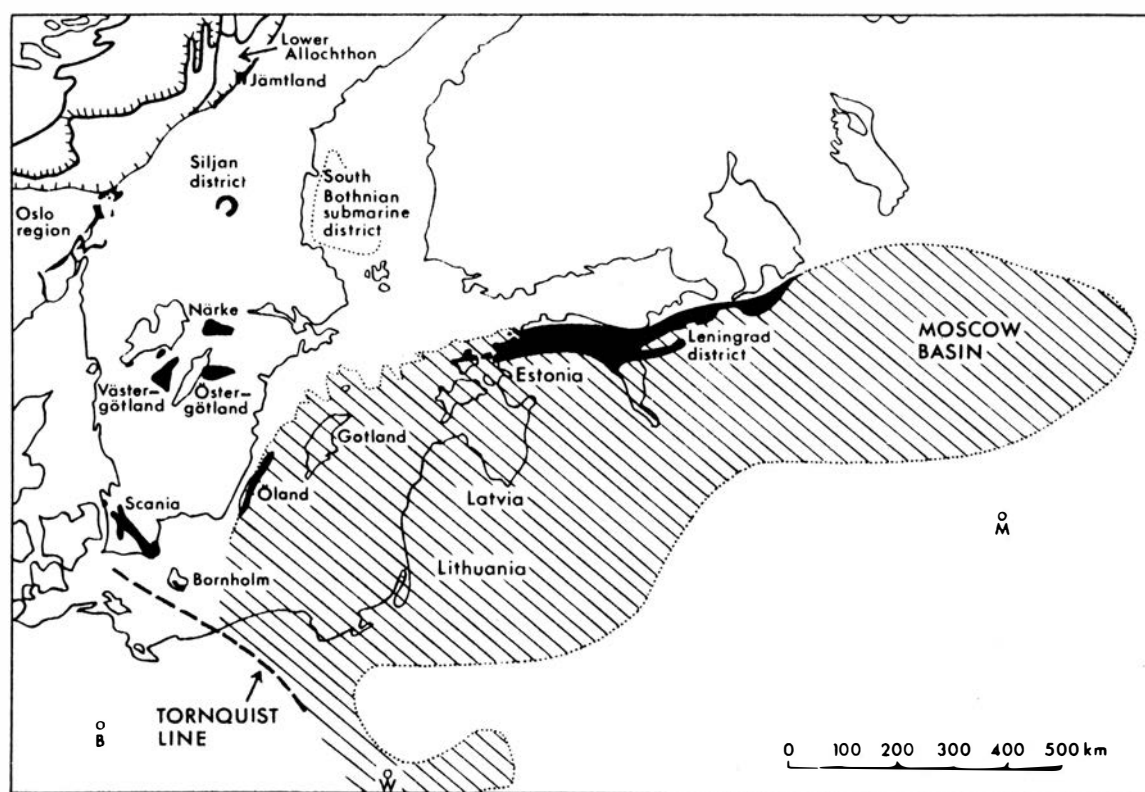 Lower
Allochthon
Jämtland
Siljan
district
South
Bothnian
submarine
district
Oslo
region
Närke
MOSCOW
BASIN
Leningrad
district
Estonia
Väster-
götland
Öster-
götland
Gotland
Öland
Latvia
Scania
M
Lithuania
Bornholm
TORNQUIST
LINE
B
W
0 100 200 300 400 500 km